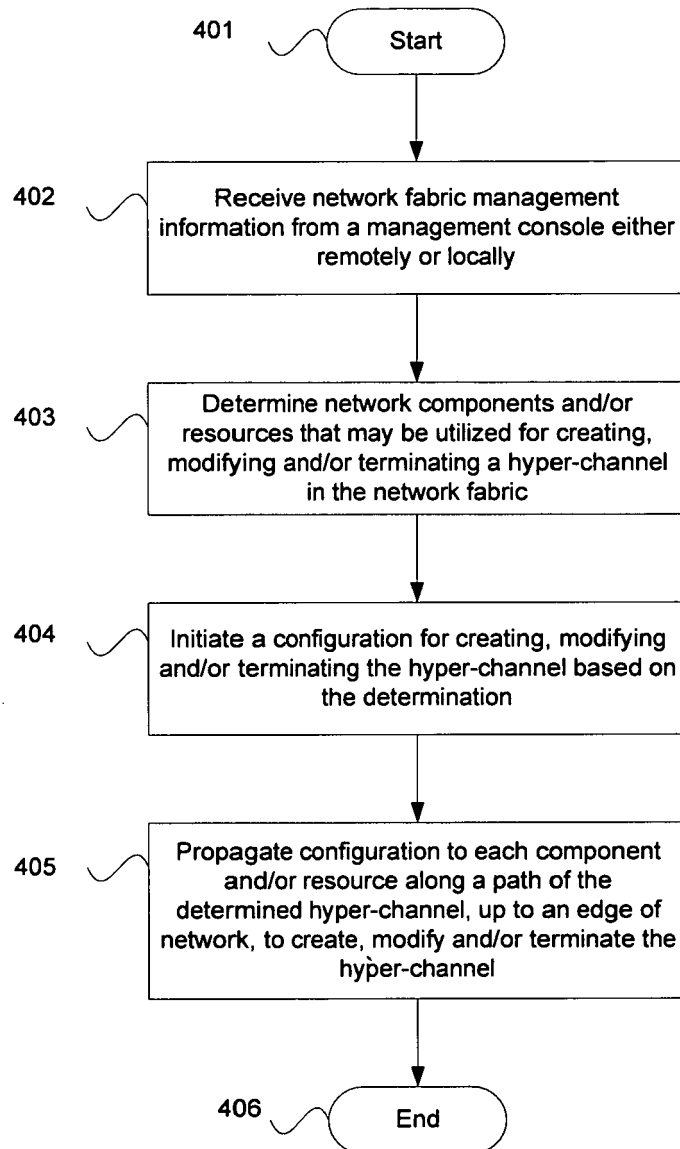 401
Start
402
Receive network fabric management
information from a management console either
remotely or locally
403
Determine network components and/or
resources that may be utilized for creating,
modifying and/or terminating a hyper-channel
in the network fabric
404
Initiate a configuration for creating, modifying
and/or terminating the hyper-channel based on
the determination
405
Propagate configuration to each component
and/or resource along a path of the
determined hyper-channel, up to an edge of
network, to create, modify and/or terminate the
hyper-channel
406
End